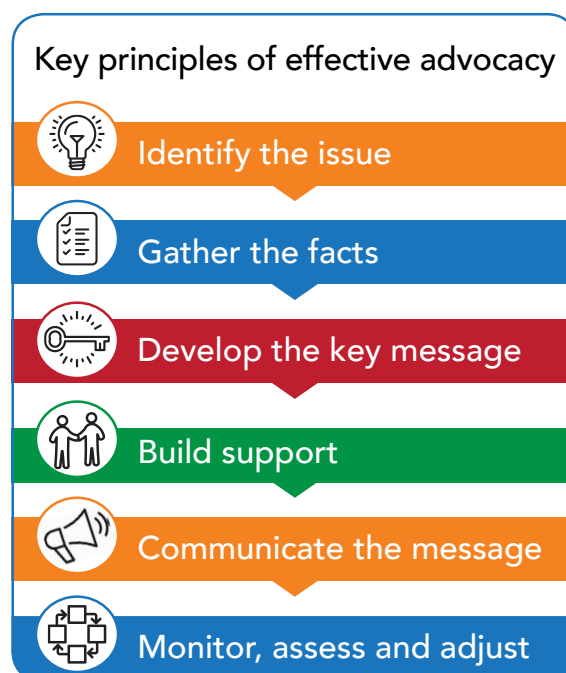 Key principles of effective advocacy
Identify the issue
Gather the facts
Develop the key message
Build support
Communicate the message
Monitor, assess and adjust